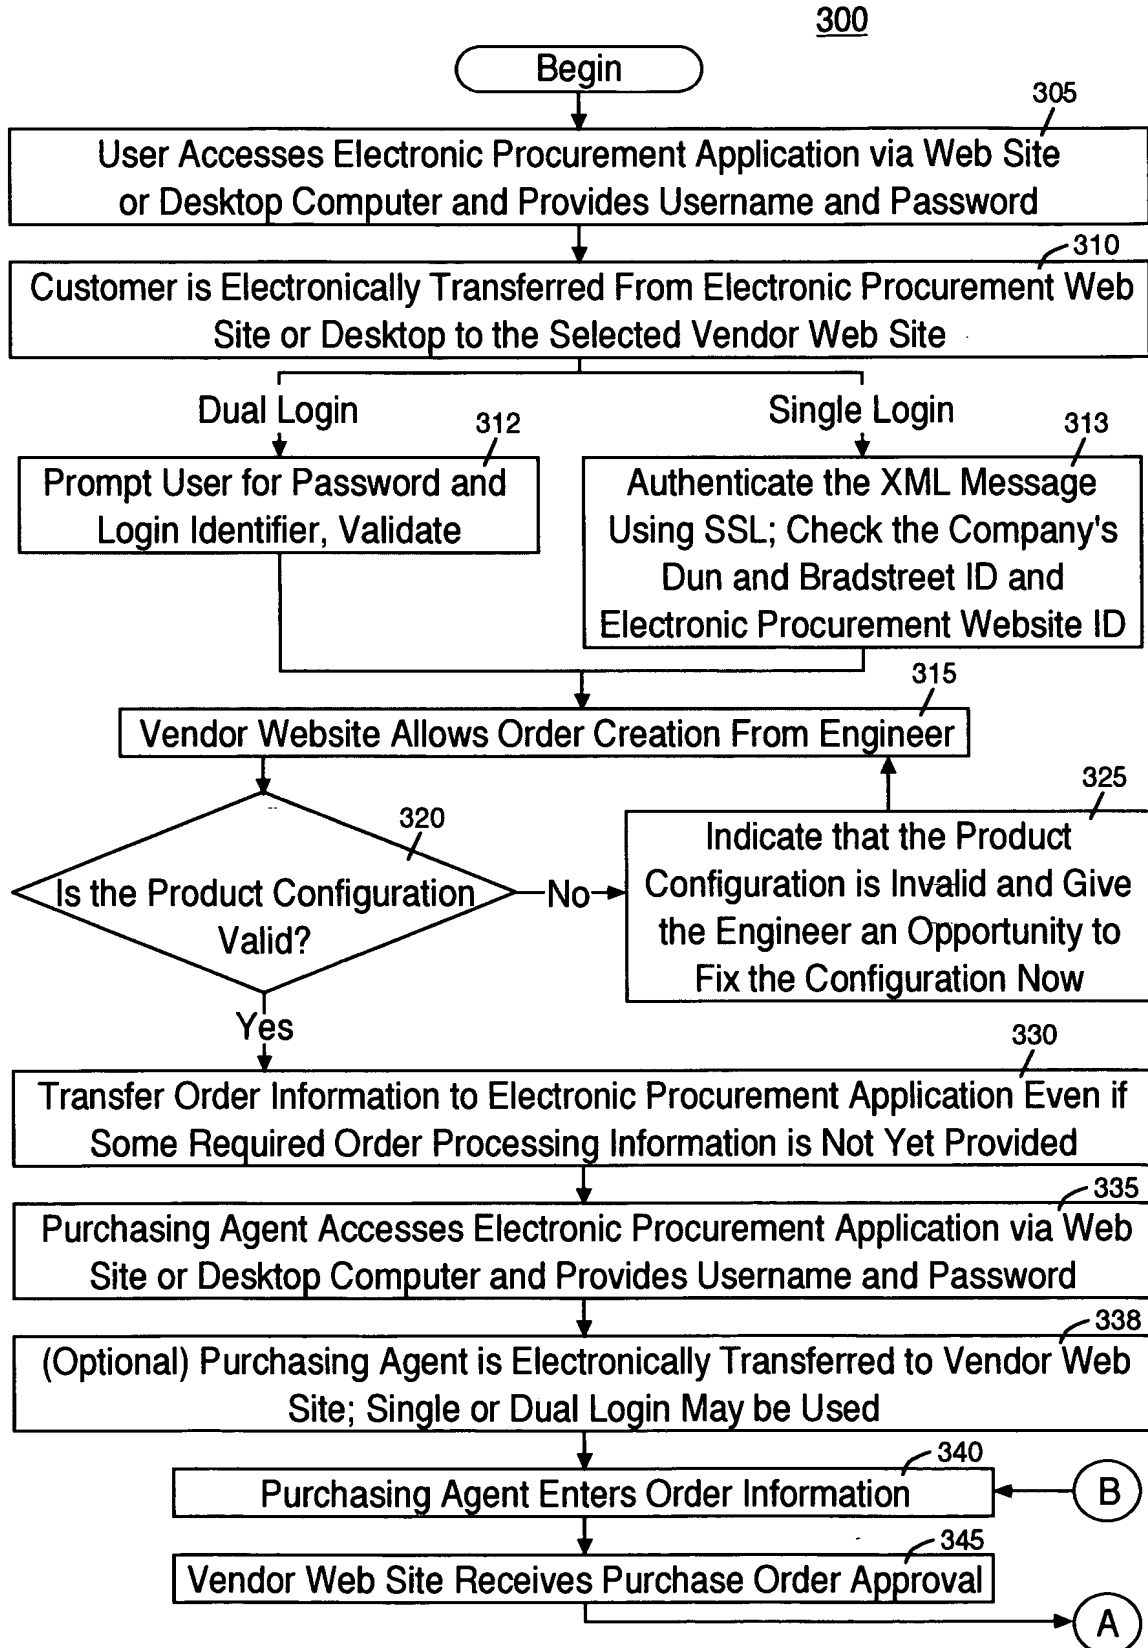 300
Begin
305
User Accesses Electronic Procurement Application via Web Site
or Desktop Computer and Provides Username and Password
310
Customer is Electronically Transferred From Electronic Procurement Web
Site or Desktop to the Selected Vendor Web Site
Dual Login
312
Single Login
313
Prompt User for Password and
Login Identifier, Validate
Authenticate the XML Message
Using SSL; Check the Company's
Dun and Bradstreet ID and
Electronic Procurement Website ID
315
Vendor Website Allows Order Creation From Engineer
320
Is the Product Configuration
Valid?
No
325
Indicate that the Product
Configuration is Invalid and Give
the Engineer an Opportunity to
Fix the Configuration Now
Yes
330
Transfer Order Information to Electronic Procurement Application Even if
Some Required Order Processing Information is Not Yet Provided
335
Purchasing Agent Accesses Electronic Procurement Application via Web
Site or Desktop Computer and Provides Username and Password
338
(Optional) Purchasing Agent is Electronically Transferred to Vendor Web
Site; Single or Dual Login May be Used
340
Purchasing Agent Enters Order Information
B
345
Vendor Web Site Receives Purchase Order Approval
A